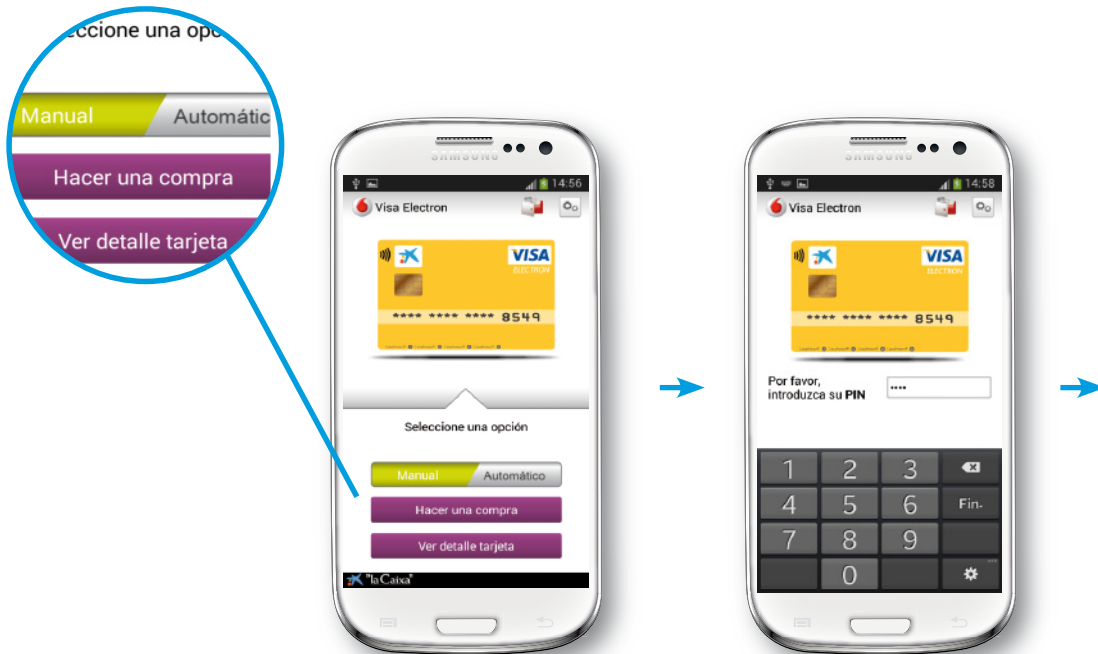 eccione una opc
Manual Automátic
Hacer una compra
Ver detalle tarjeta
SAMSUNG
14:56
Visa Electron
VISA
ELECTRON
**** **** **** 8549
Seleccione una opción
Manual Automático
Hacer una compra
Ver detalle tarjeta
"la Caixa"
SAMSUNG
14:58
Visa Electron
VISA
ELECTRON
**** **** **** 8549
Por favor,
introduzca su PIN ....
1 2 3
4 5 6 Fin.
7 8 9
0